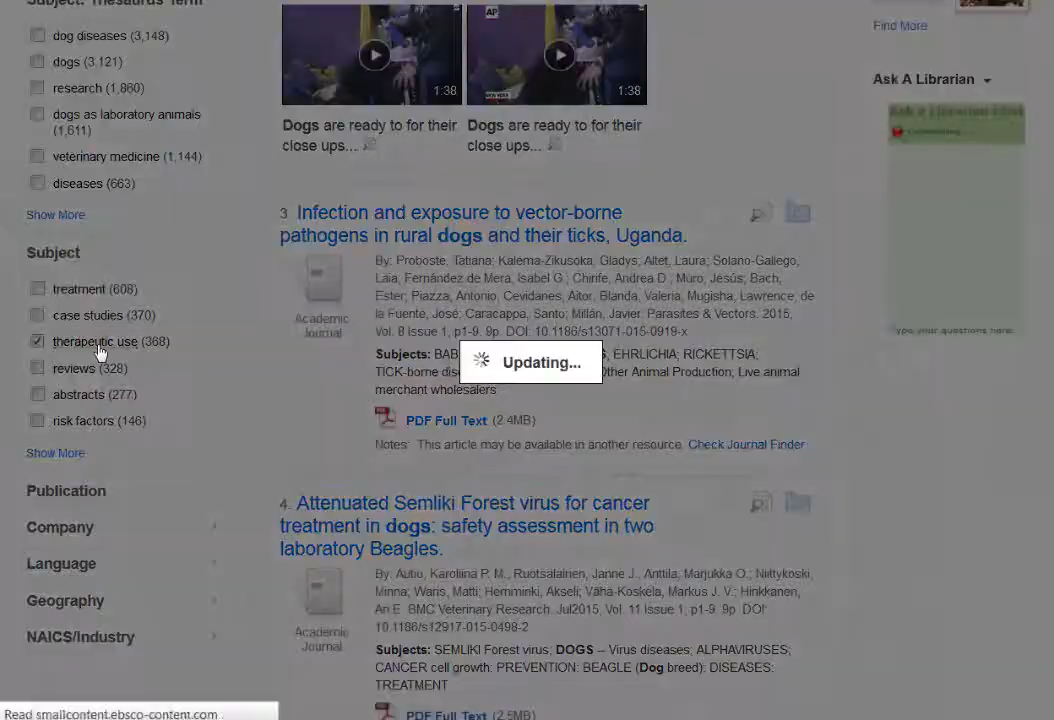 Subject: Thesaurus Term
dog diseases (3,148)
dogs (3,121)
research (1,860)
dogs as laboratory animals
(1,611)
veterinary medicine (1,144)
diseases (663)
Show More
Subject
treatment (608)
case studies (370)
therapeutic use (368)
reviews (328)
abstracts (277)
risk factors (146)
Show More
Publication
Company
Language
Geography
NAICS/Industry
Read smallcontent.ebsco-content.com
AP
1:38
1:38
Dogs are ready to for their
close ups...
Dogs are ready to for their
close ups...
3. Infection and exposure to vector-borne
pathogens in rural dogs and their ticks, Uganda.
Academic
Journal
By: Proboste, Tatiana; Kalema-Zikusoka, Gladys; Altet, Laura; Solano-Gallego,
Laia; Fernández de Mera, Isabel G.; Chirife, Andrea D.; Muro, Jesús; Bach,
Ester; Piazza, Antonio; Cevidanes, Aitor; Blanda, Valeria; Mugisha, Lawrence; de
la Fuente, José; Caracappa, Santo; Millán, Javier. Parasites & Vectors. 2015,
Vol. 8 Issue 1, p1-9. 9p. DOI: 10.1186/s13071-015-0919-x.
Subjects: BAB EHRLICHIA; RICKETTSIA;
TICK-borne dis Other Animal Production; Live animal
merchant wholesalers
Updating...
PDF Full Text (2.4MB)
Notes: This article may be available in another resource. Check Journal Finder
4. Attenuated Semliki Forest virus for cancer
treatment in dogs: safety assessment in two
laboratory Beagles.
Academic
Journal
By: Autio, Karoliina P. M.; Ruotsalainen, Janne J.; Anttila, Marjukka O.; Niittykoski,
Minna; Waris, Matti; Hemminki, Akseli; Vähä-Koskela, Markus J. V.; Hinkkanen,
Ari E. BMC Veterinary Research. Jul2015, Vol. 11 Issue 1, p1-9. 9p. DOI:
10.1186/s12917-015-0498-2.
Subjects: SEMLIKI Forest virus; DOGS -- Virus diseases; ALPHAVIRUSES;
CANCER cell growth: PREVENTION; BEAGLE (Dog breed): DISEASES:
TREATMENT
PDF Full Text (2.5MB)
Find More
Ask A Librarian
Type your questions here.